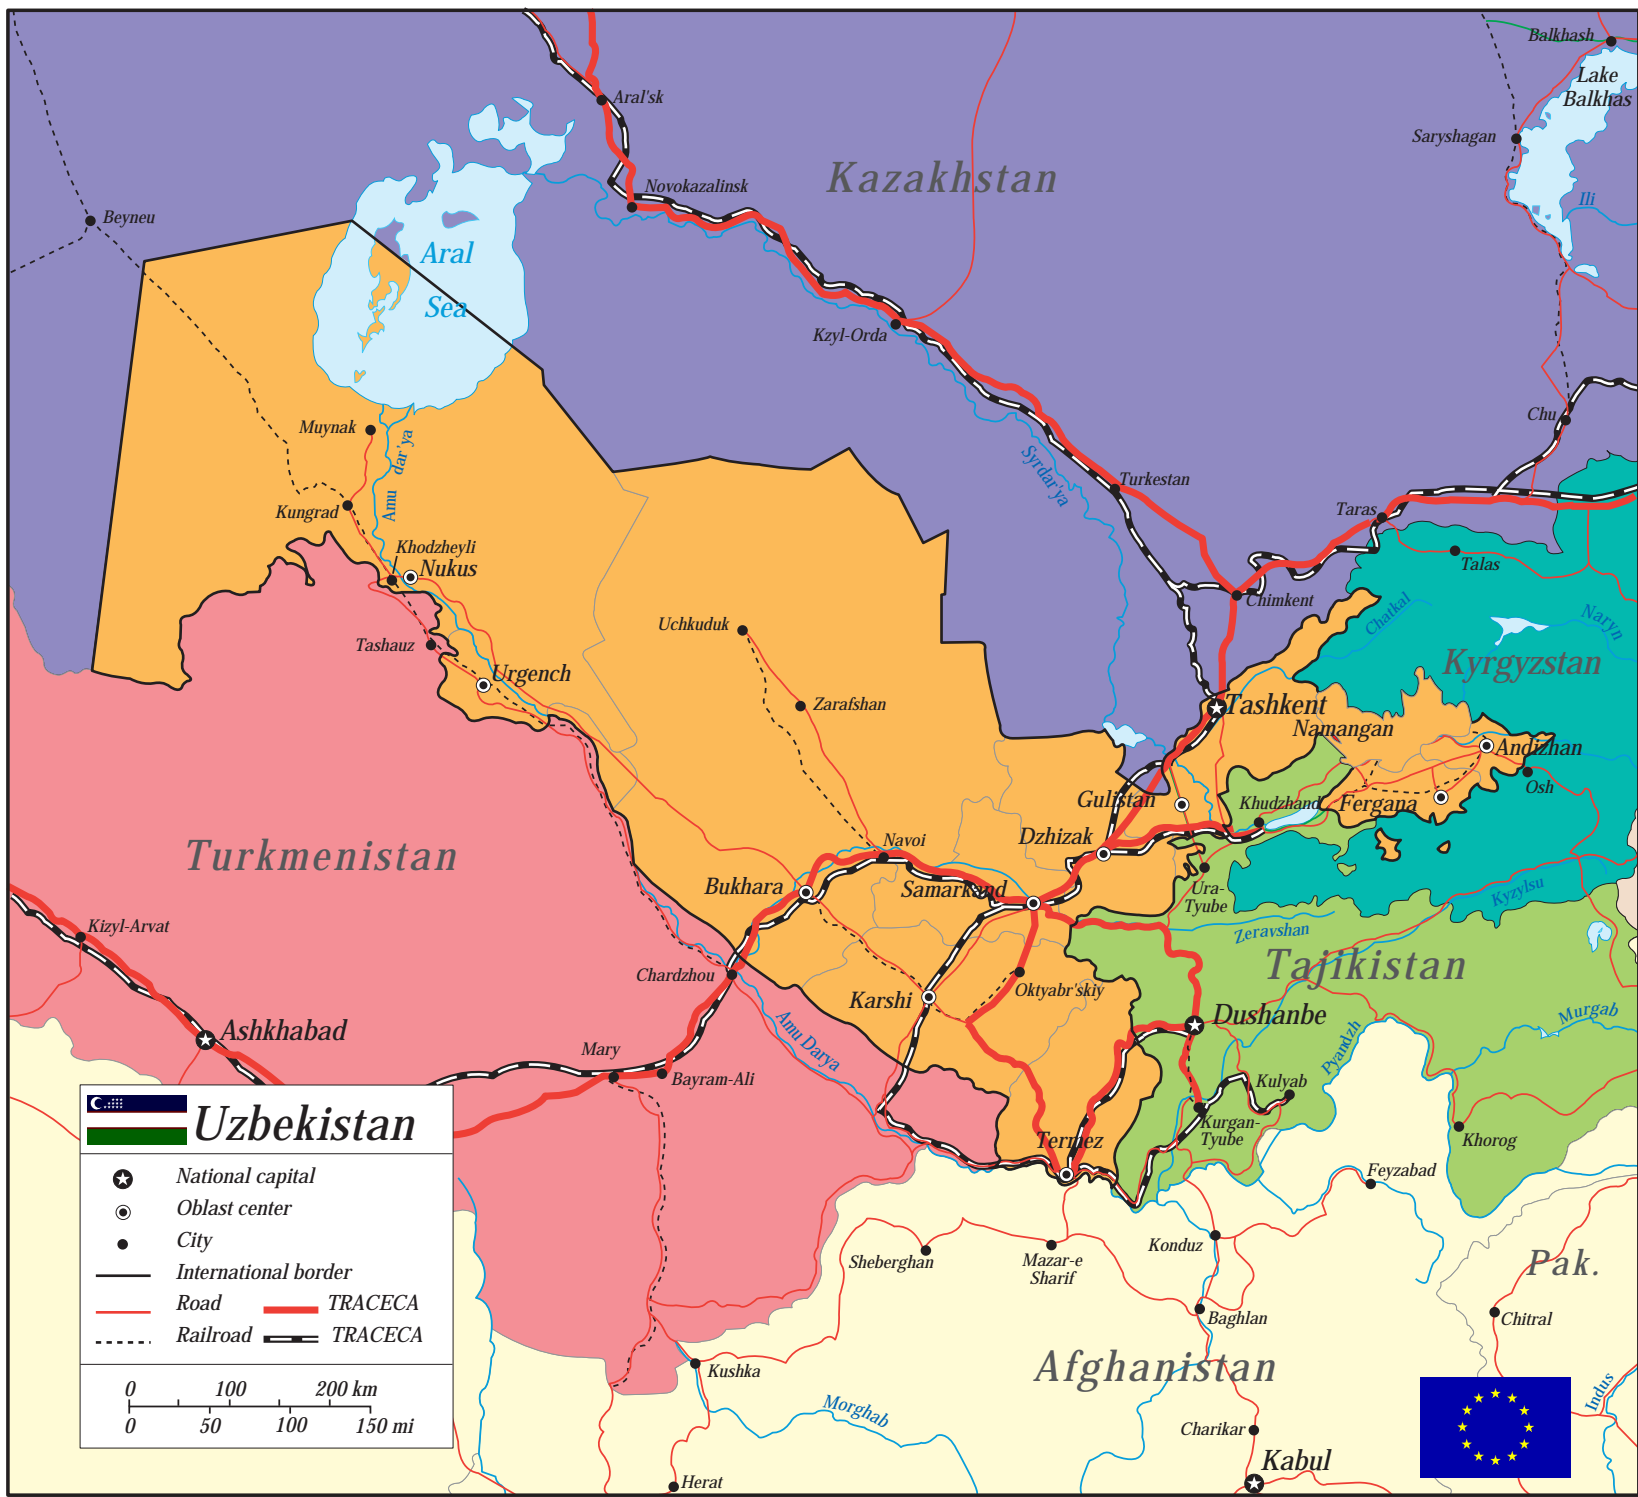 Balkhash
Lake
Balkhas
Aral'sk
Saryshagan
Kazakhstan
Novokazalinsk
Ili
Beyneu
Aral
Sea
Kzyl-Orda
Chu
Muynak
Amu dar'ya
Syrdar'ya
Turkestan
Kungrad
Taras
Khodzheyli
Nukus
Talas
Chimkent
Chatkal
Naryn
Uchkuduk
Tashauz
Kyrgyzstan
Urgench
Zarafshan
Tashkent
Namangan
Andizhan
Osh
Gulistan
Khudzhand
Fergana
Dzhizak
Navoi
Turkmenistan
Bukhara
Samarkand
Ura-
Tyube
Kyzylsu
Kizyl-Arvat
Zeravshan
Tajikistan
Chardzhou
Karshi
Oktyabr'skiy
Dushanbe
Murgab
Ashkhabad
Amu Darya
Pyandzh
Mary
Bayram-Ali
Kulyab
Kurgan-
Tyube
Termez
Khorog
Feyzabad
Uzbekistan
National capital
Oblast center
City
International border
Road TRACECA
Railroad TRACECA
0 100 200 km
0 50 100 150 mi
Sheberghan
Mazar-e
Sharif
Konduz
Pak.
Baghlan
Chitral
Kushka
Afghanistan
Morghab
Indus
Charikar
Kabul
Herat